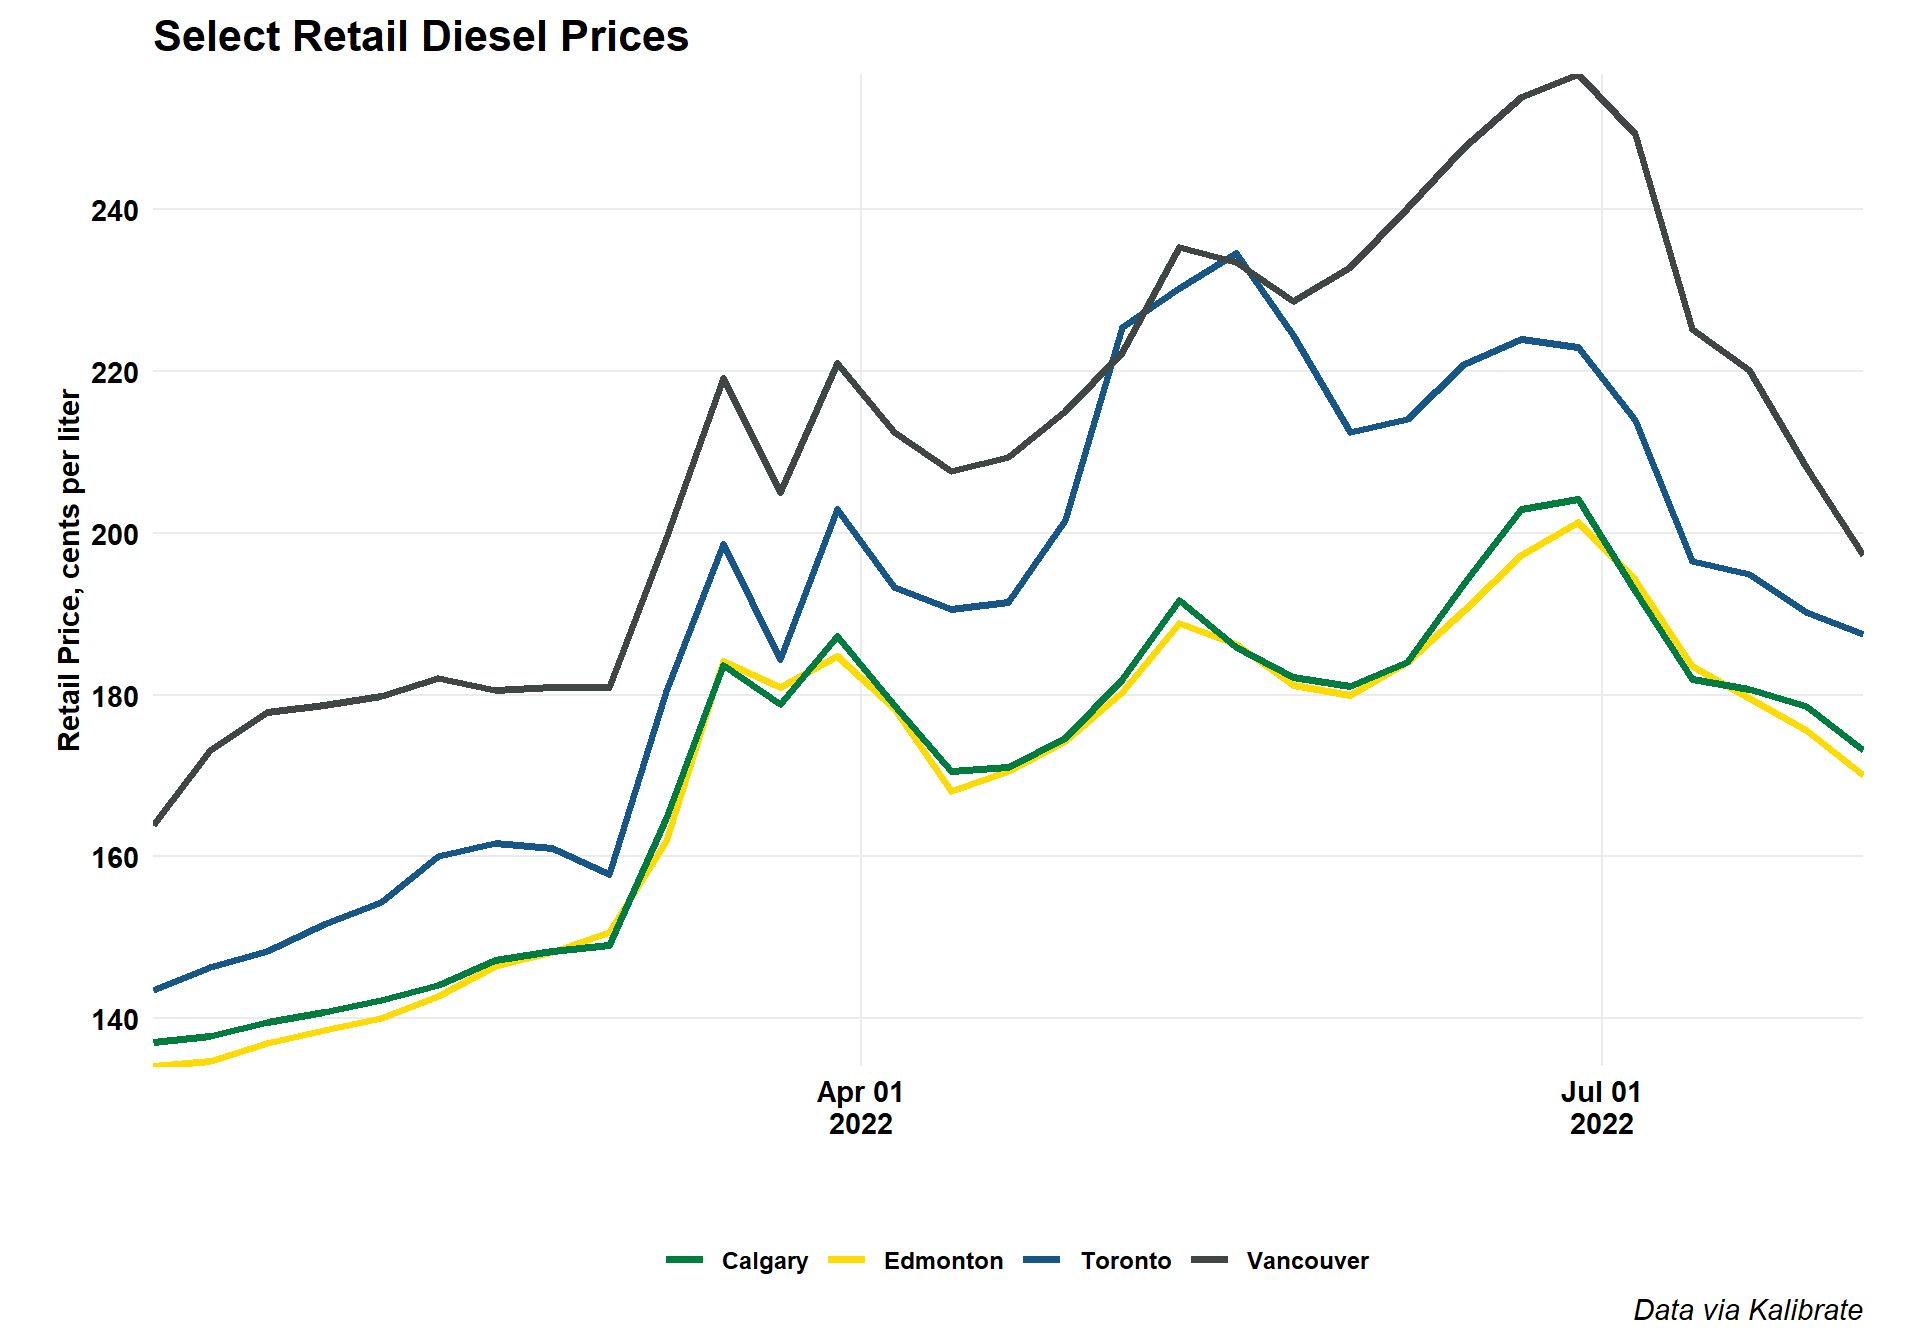 Select Retail Diesel Prices
Retail Price, cents per liter
240
220
200
180
160
140
Apr 01
2022
Jul 01
2022
Calgary Edmonton Toronto Vancouver
Data via Kalibrate